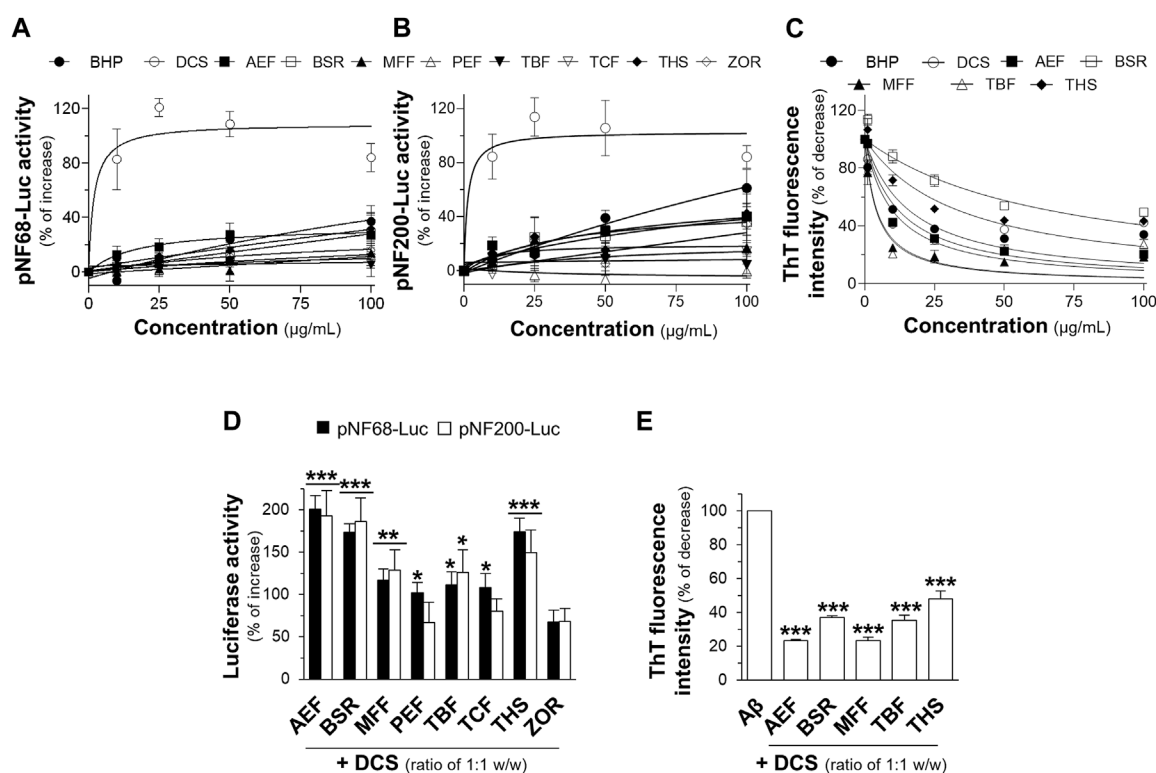 A
B
C
BHP DCS AEF BSR MFF PEF TBF TCF THS ZOR
BHP DCS AEF BSR
MFF TBF THS
pNF68-Luc activity
(% of increase)
120
80
40
0
0 25 50 75 100
Concentration (µg/mL)
pNF200-Luc activity
(% of increase)
120
80
40
0
0 25 50 75 100
Concentration (µg/mL)
ThT fluorescence
intensity (% of decrease)
120
80
40
0
0 25 50 75 100
Concentration (µg/mL)
D
pNF68-Luc pNF200-Luc
Luciferase activity
(% of increase)
200
150
100
50
0
*** *** ** * * * * ***
AEF BSR MFF PEF TBF TCF THS ZOR
+ DCS (ratio of 1:1 w/w)
E
ThT fluorescence
intensity (% of decrease)
100
80
60
40
20
0
*** *** *** *** ***
Aβ AEF BSR MFF TBF THS
+ DCS (ratio of 1:1 w/w)